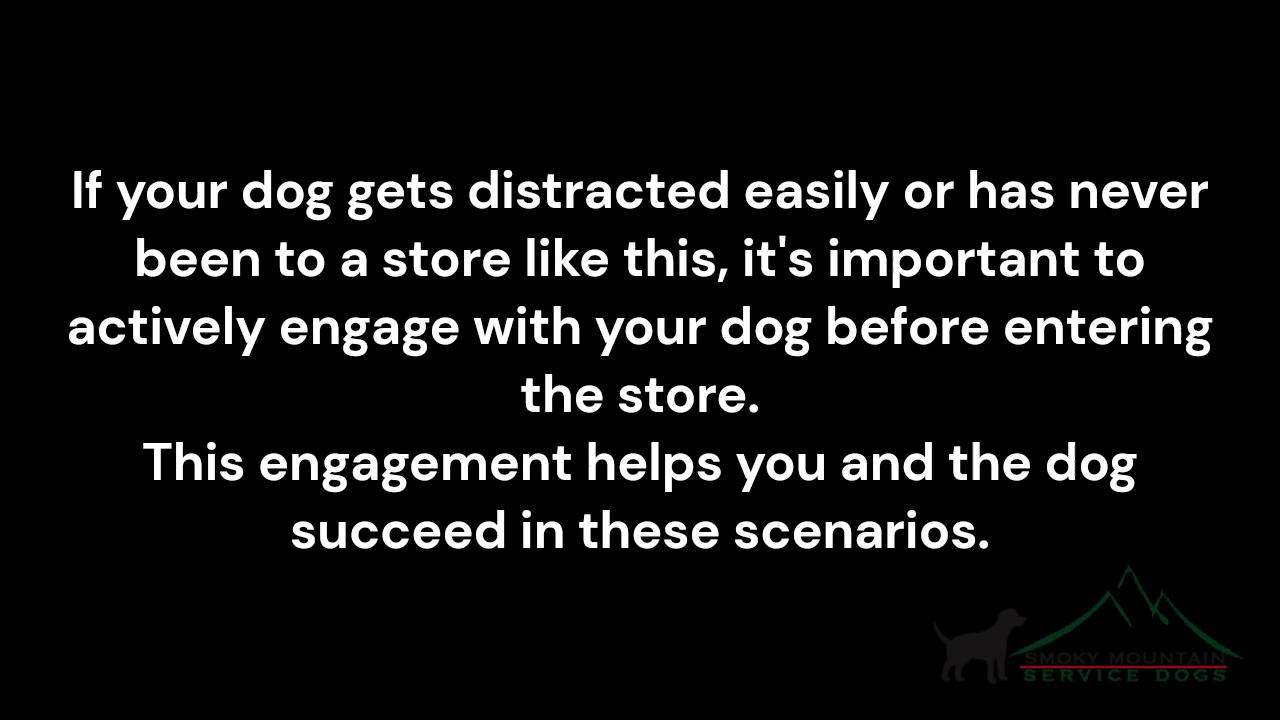 If your dog gets distracted easily or has never
been to a store like this, it's important to
actively engage with your dog before entering
the store.
This engagement helps you and the dog
succeed in these scenarios.
SMOKY MOUNTAIN
SERVICE DOGS